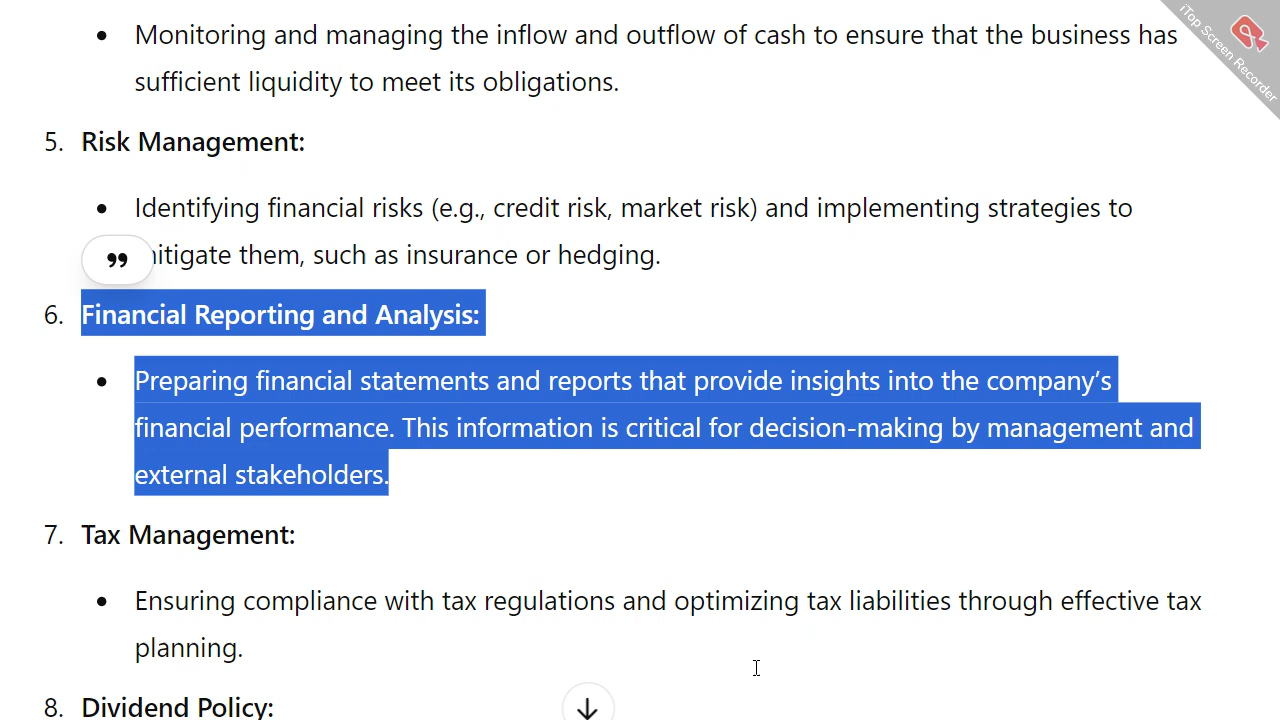 Monitoring and managing the inflow and outflow of cash to ensure that the business has
sufficient liquidity to meet its obligations.
5. Risk Management:
Identifying financial risks (e.g., credit risk, market risk) and implementing strategies to
them, such as insurance or hedging.
6. Financial Reporting and Analysis:
Preparing financial statements and reports that provide insights into the company’s
financial performance. This information is critical for decision-making by management and
external stakeholders.
7. Tax Management:
Ensuring compliance with tax regulations and optimizing tax liabilities through effective tax
planning.
8. Dividend Policy:
iTop Screen Recorder